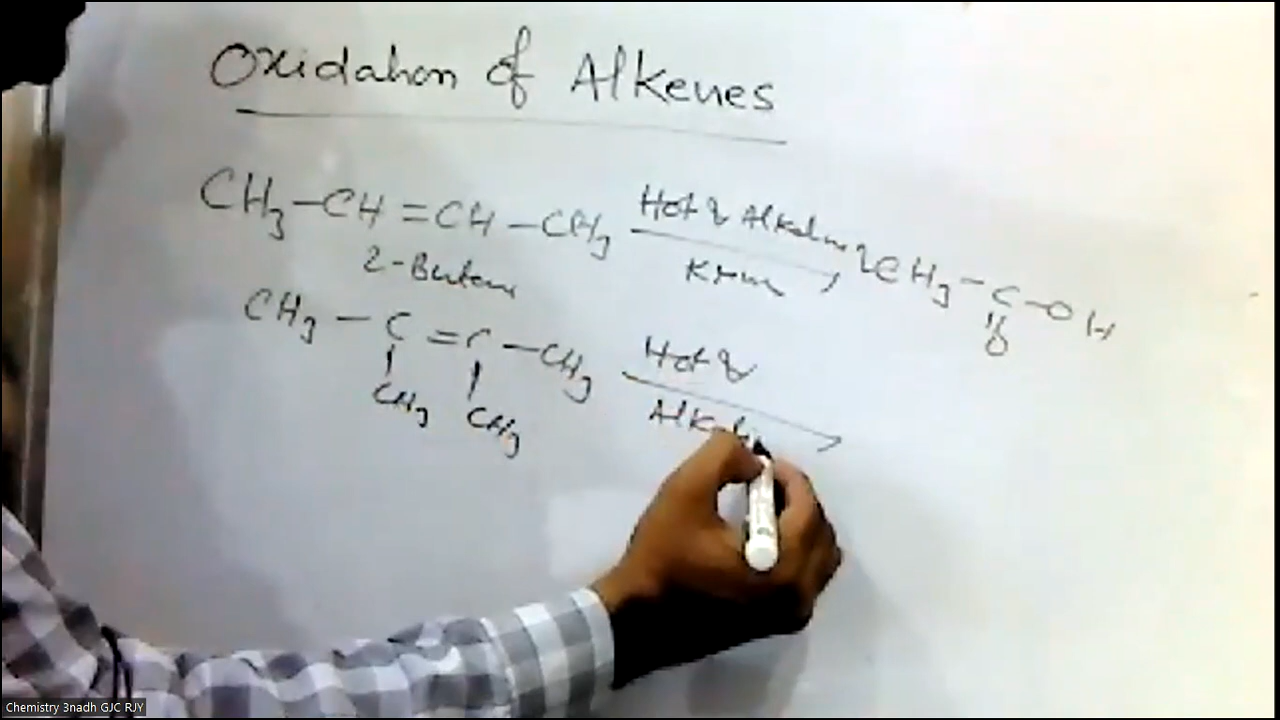 Oxidation of Alkenes
CH3-CH=CH-CH3 Hot & Alkaline 2CH3-C-OH
KMnO4 O
2-Butene
CH3-C=C-CH3 Hot &
CH3 CH3 Alkali
Chemistry 3nadh GJC RJY